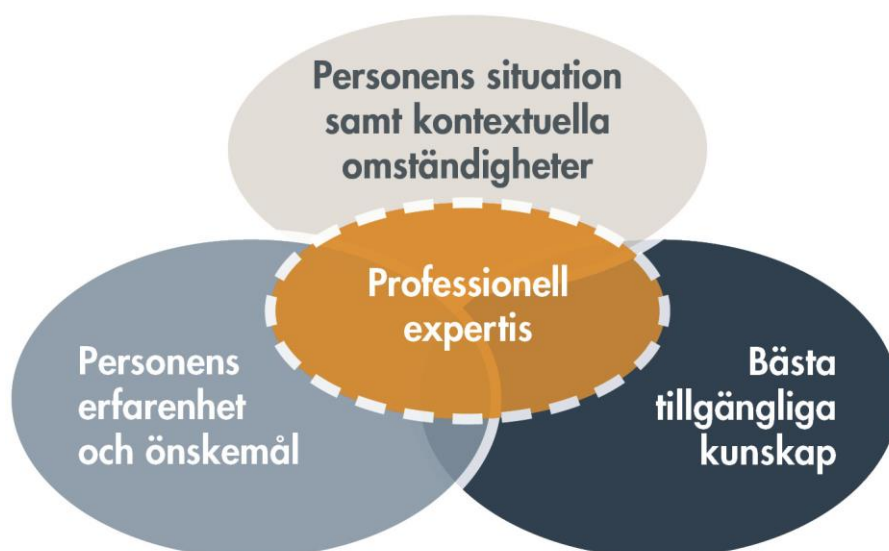 Personens situation
samt kontextuella
omständigheter
Professionell
expertis
Personens
erfarenhet
och önskemål
Bästa
tillgängliga
kunskap